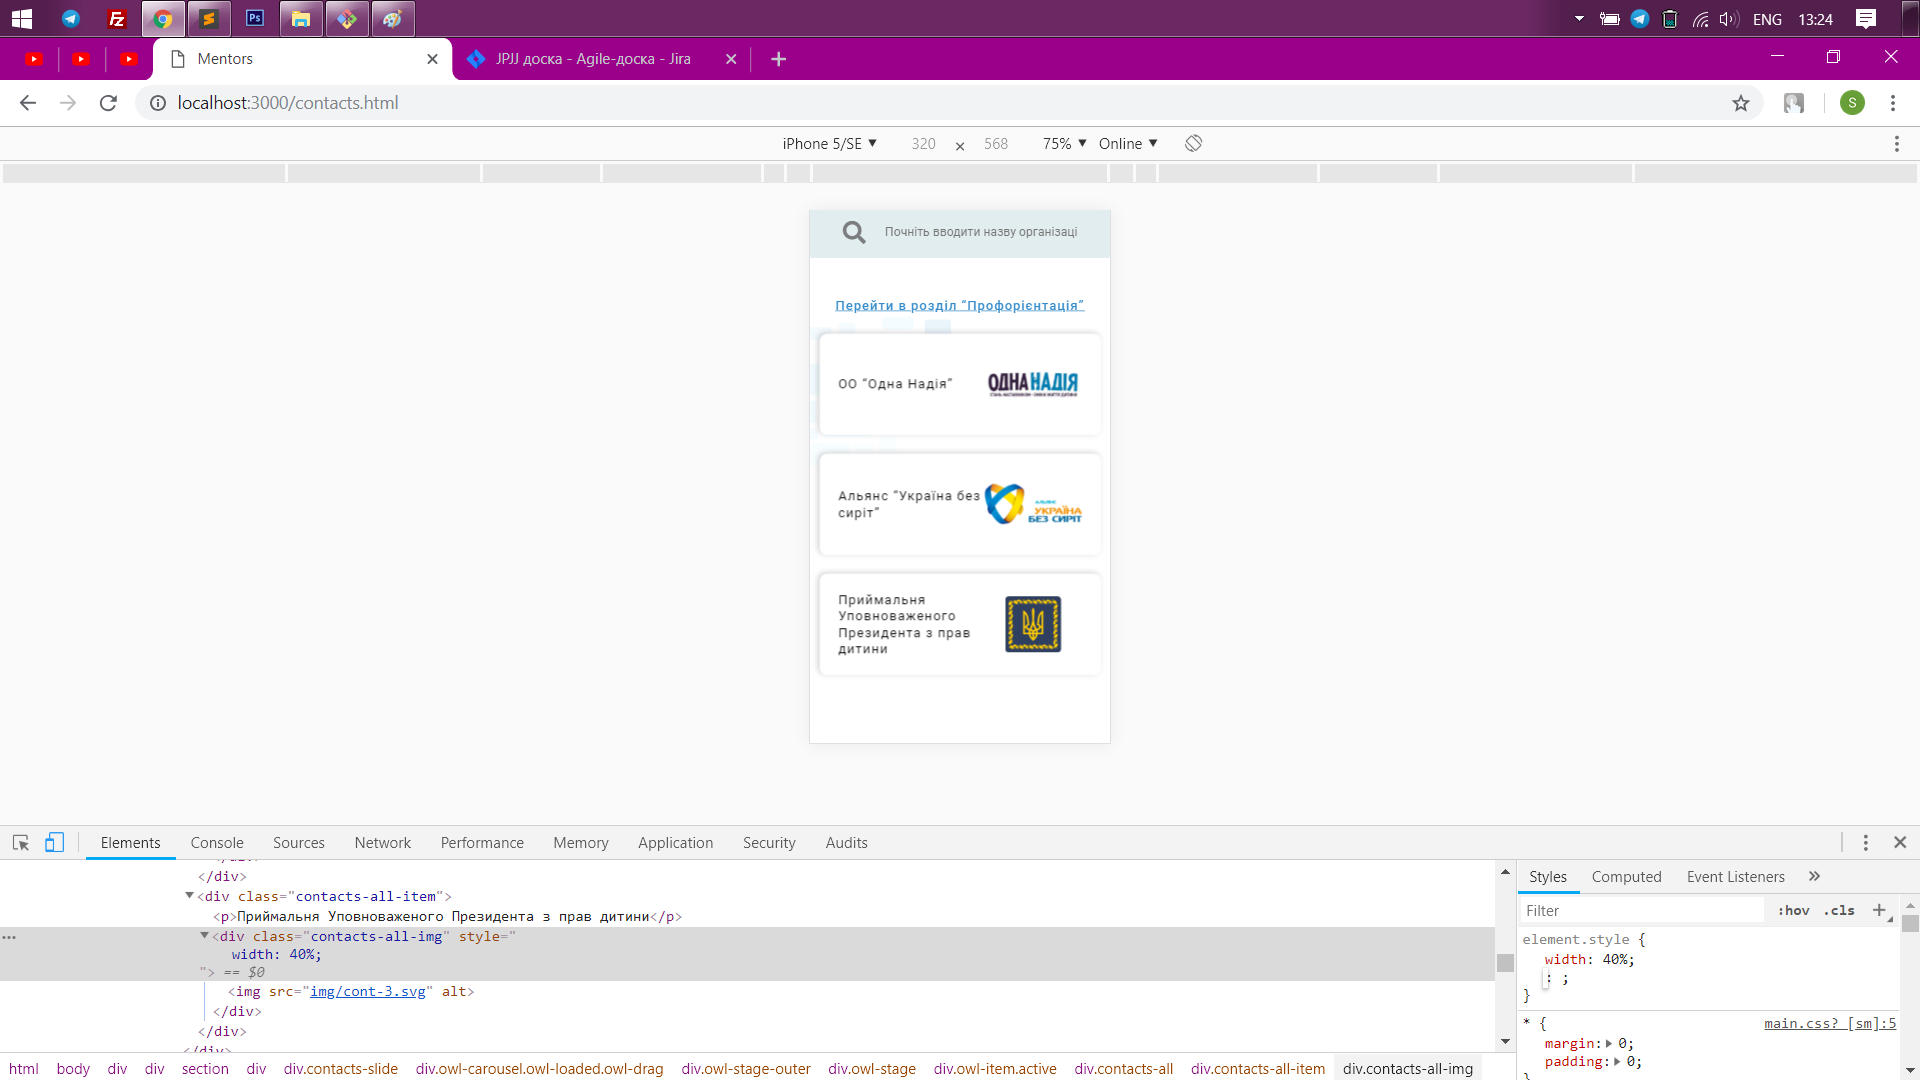 ENG 13:24
Mentors
JPJJ доска - Agile-доска - Jira
localhost:3000/contacts.html
S
iPhone 5/SE 320 × 568 75% Online
Почніть вводити назву організаці
Перейти в розділ “Профорієнтація”
ОО “Одна Надія”
ОДНА НАДІЯ
Альянс “Україна без
сиріт”
АЛЬЯНС
УКРАЇНА
БЕЗ СИРІТ
Приймальня
Уповноваженого
Президента з прав
дитини
Elements Console Sources Network Performance Memory Application Security Audits
</div>
<div class="contacts-all-item">
<p>Приймальня Уповноваженого Президента з прав дитини</p>
<div class="contacts-all-img" style="
width: 40%;
"> == $0
<img src="img/cont-3.svg" alt>
</div>
</div>
</div>
html body div div section div div.contacts-slide div.owl-carousel.owl-loaded.owl-drag div.owl-stage-outer div.owl-stage div.owl-item.active div.contacts-all div.contacts-all-item div.contacts-all-img
Styles Computed Event Listeners »
Filter :hov .cls +
element.style {
width: 40%;
: ;
}
* { main.css? [sm]:5
margin: 0;
padding: 0;
}